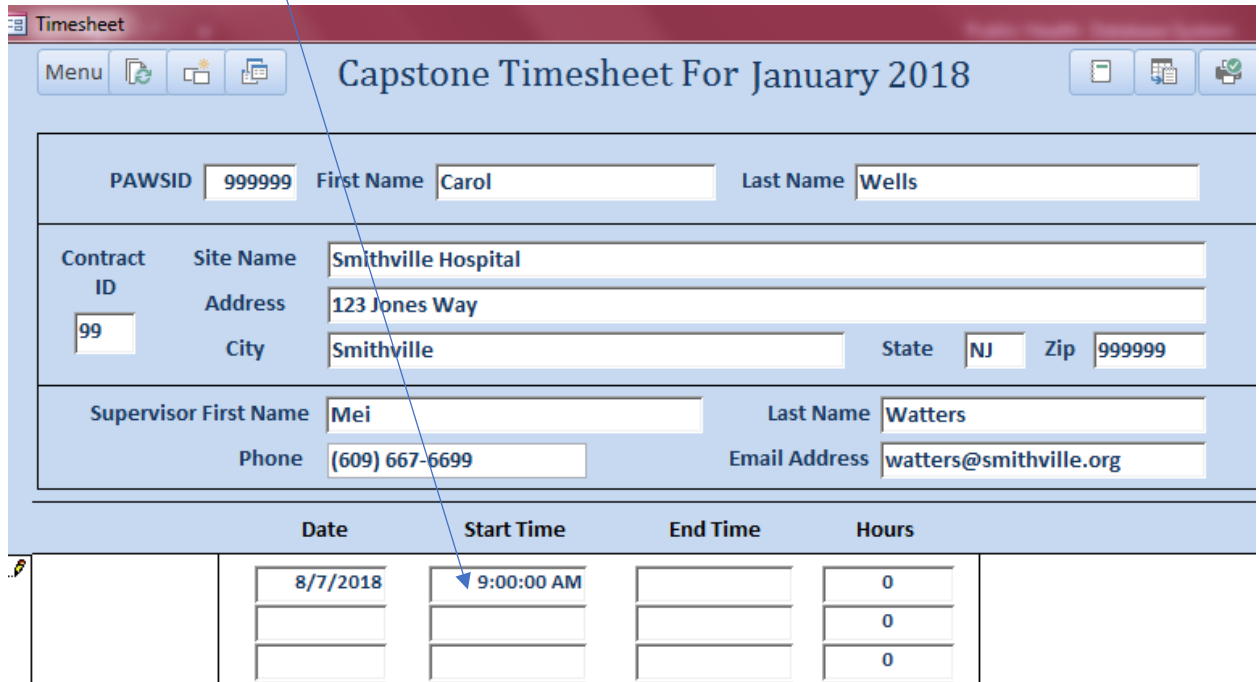 Timesheet
Menu
Capstone Timesheet For January 2018
PAWSID 999999 First Name Carol Last Name Wells
Contract ID 99
Site Name Smithville Hospital
Address 123 Jones Way
City Smithville State NJ Zip 999999
Supervisor First Name Mei Last Name Watters
Phone (609) 667-6699 Email Address watters@smithville.org
Date Start Time End Time Hours
8/7/2018 9:00:00 AM 0
0
0